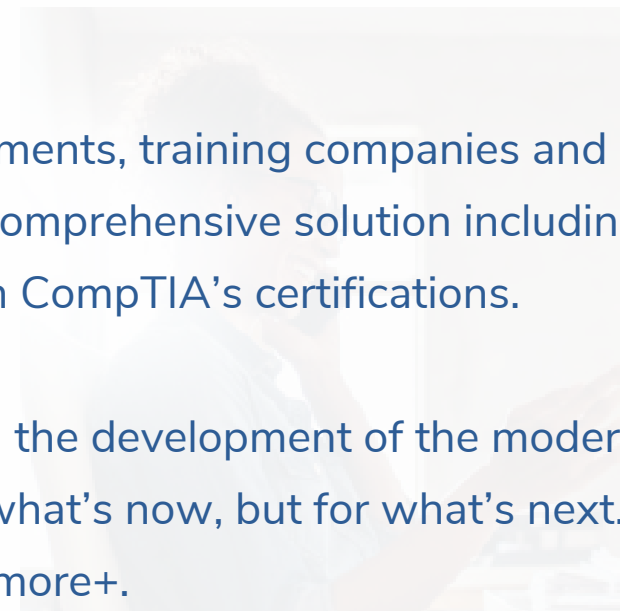 ments, training companies and
omprehensive solution includin
n CompTIA's certifications.
the development of the moder
what's now, but for what's next.
more+.